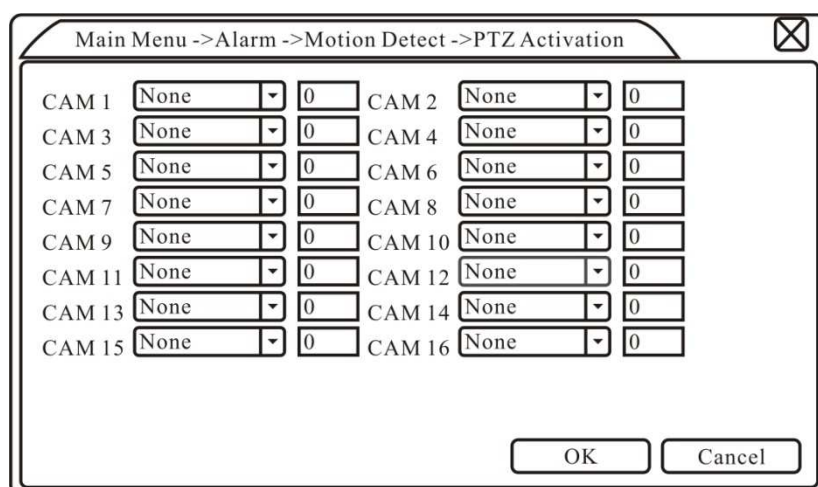 Main Menu ->Alarm ->Motion Detect ->PTZ Activation
CAM 1 None 0 CAM 2 None 0
CAM 3 None 0 CAM 4 None 0
CAM 5 None 0 CAM 6 None 0
CAM 7 None 0 CAM 8 None 0
CAM 9 None 0 CAM 10 None 0
CAM 11 None 0 CAM 12 None 0
CAM 13 None 0 CAM 14 None 0
CAM 15 None 0 CAM 16 None 0
OK Cancel